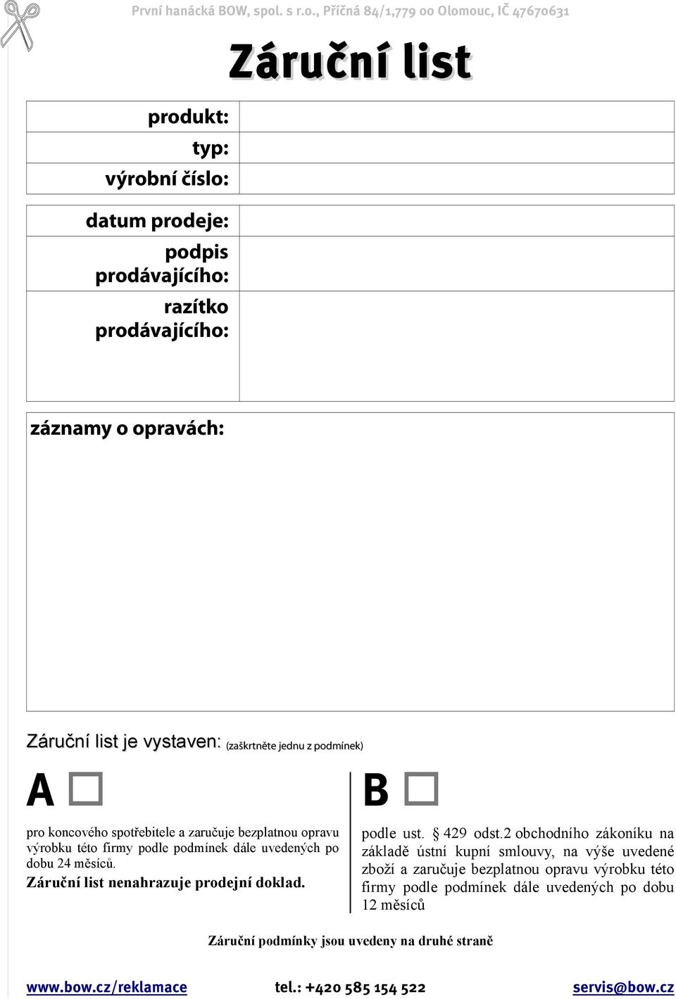 První hanácká BOW, spol. s r.o., Příčná 84/1,779 00 Olomouc, IČ 47670631
Záruční list
produkt:
typ:
výrobní číslo:
datum prodeje:
podpis
prodávajícího:
razítko
prodávajícího:
záznamy o opravách:
Záruční list je vystaven: (zaškrtněte jednu z podmínek)
A
pro koncového spotřebitele a zaručuje bezplatnou opravu
výrobku této firmy podle podmínek dále uvedených po
dobu 24 měsíců.
Záruční list nenahrazuje prodejní doklad.
B
podle ust. § 429 odst.2 obchodního zákoníku na
základě ústní kupní smlouvy, na výše uvedené
zboží a zaručuje bezplatnou opravu výrobku této
firmy podle podmínek dále uvedených po dobu
12 měsíců
Záruční podmínky jsou uvedeny na druhé straně
www.bow.cz/reklamace tel.: +420 585 154 522 servis@bow.cz